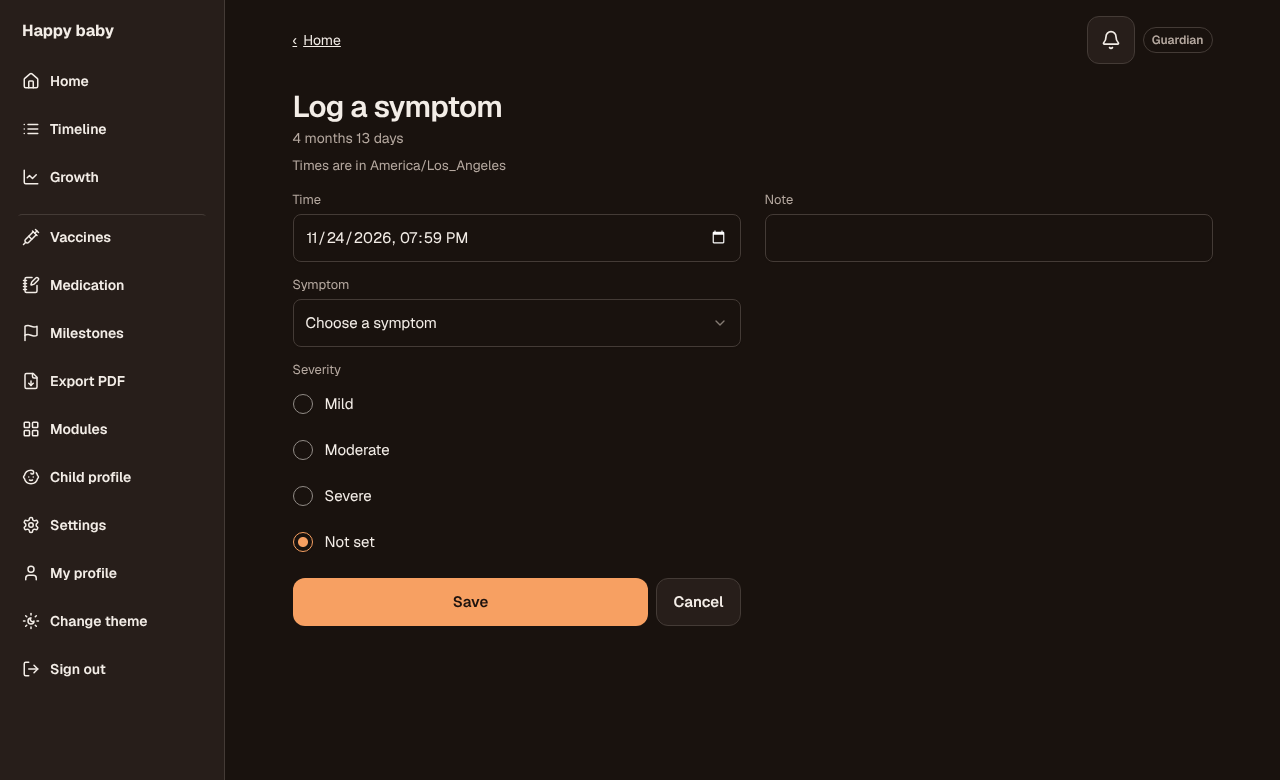 Happy baby
Home
Timeline
Growth
Vaccines
Medication
Milestones
Export PDF
Modules
Child profile
Settings
My profile
Change theme
Sign out
‹ Home
Guardian
Log a symptom
4 months 13 days
Times are in America/Los_Angeles
Time
11/24/2026, 07:59 PM
Note
Symptom
Choose a symptom
Severity
Mild
Moderate
Severe
Not set
Save
Cancel